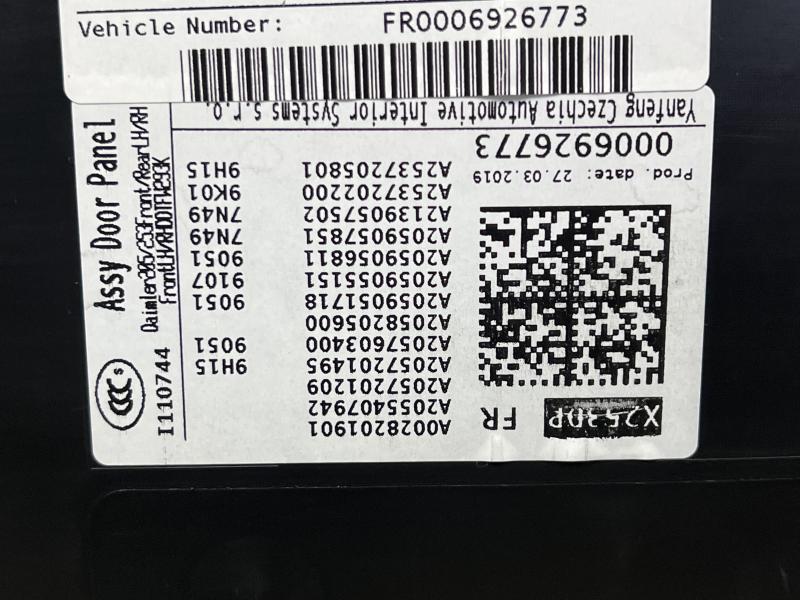 Vehicle Number: FR0006926773
X253DP FR
A0028201901
A2055407942
A2057201209
A2057201495 9H15
A2057603400 9051
A2058205600
A2059051718 9051
A2059055151 9107
A2059056811 9051
A2059057851 7N49
A2139057502 7N49
A2537202200 9K01
A2537205801 9H15
Prod. date: 27.03.2019
0006926773
Yanfeng Czechia Automotive Interior Systems s.r.o.
Assy Door Panel
Daimler205/253Front/RearLH/RH
CCC S
I110744